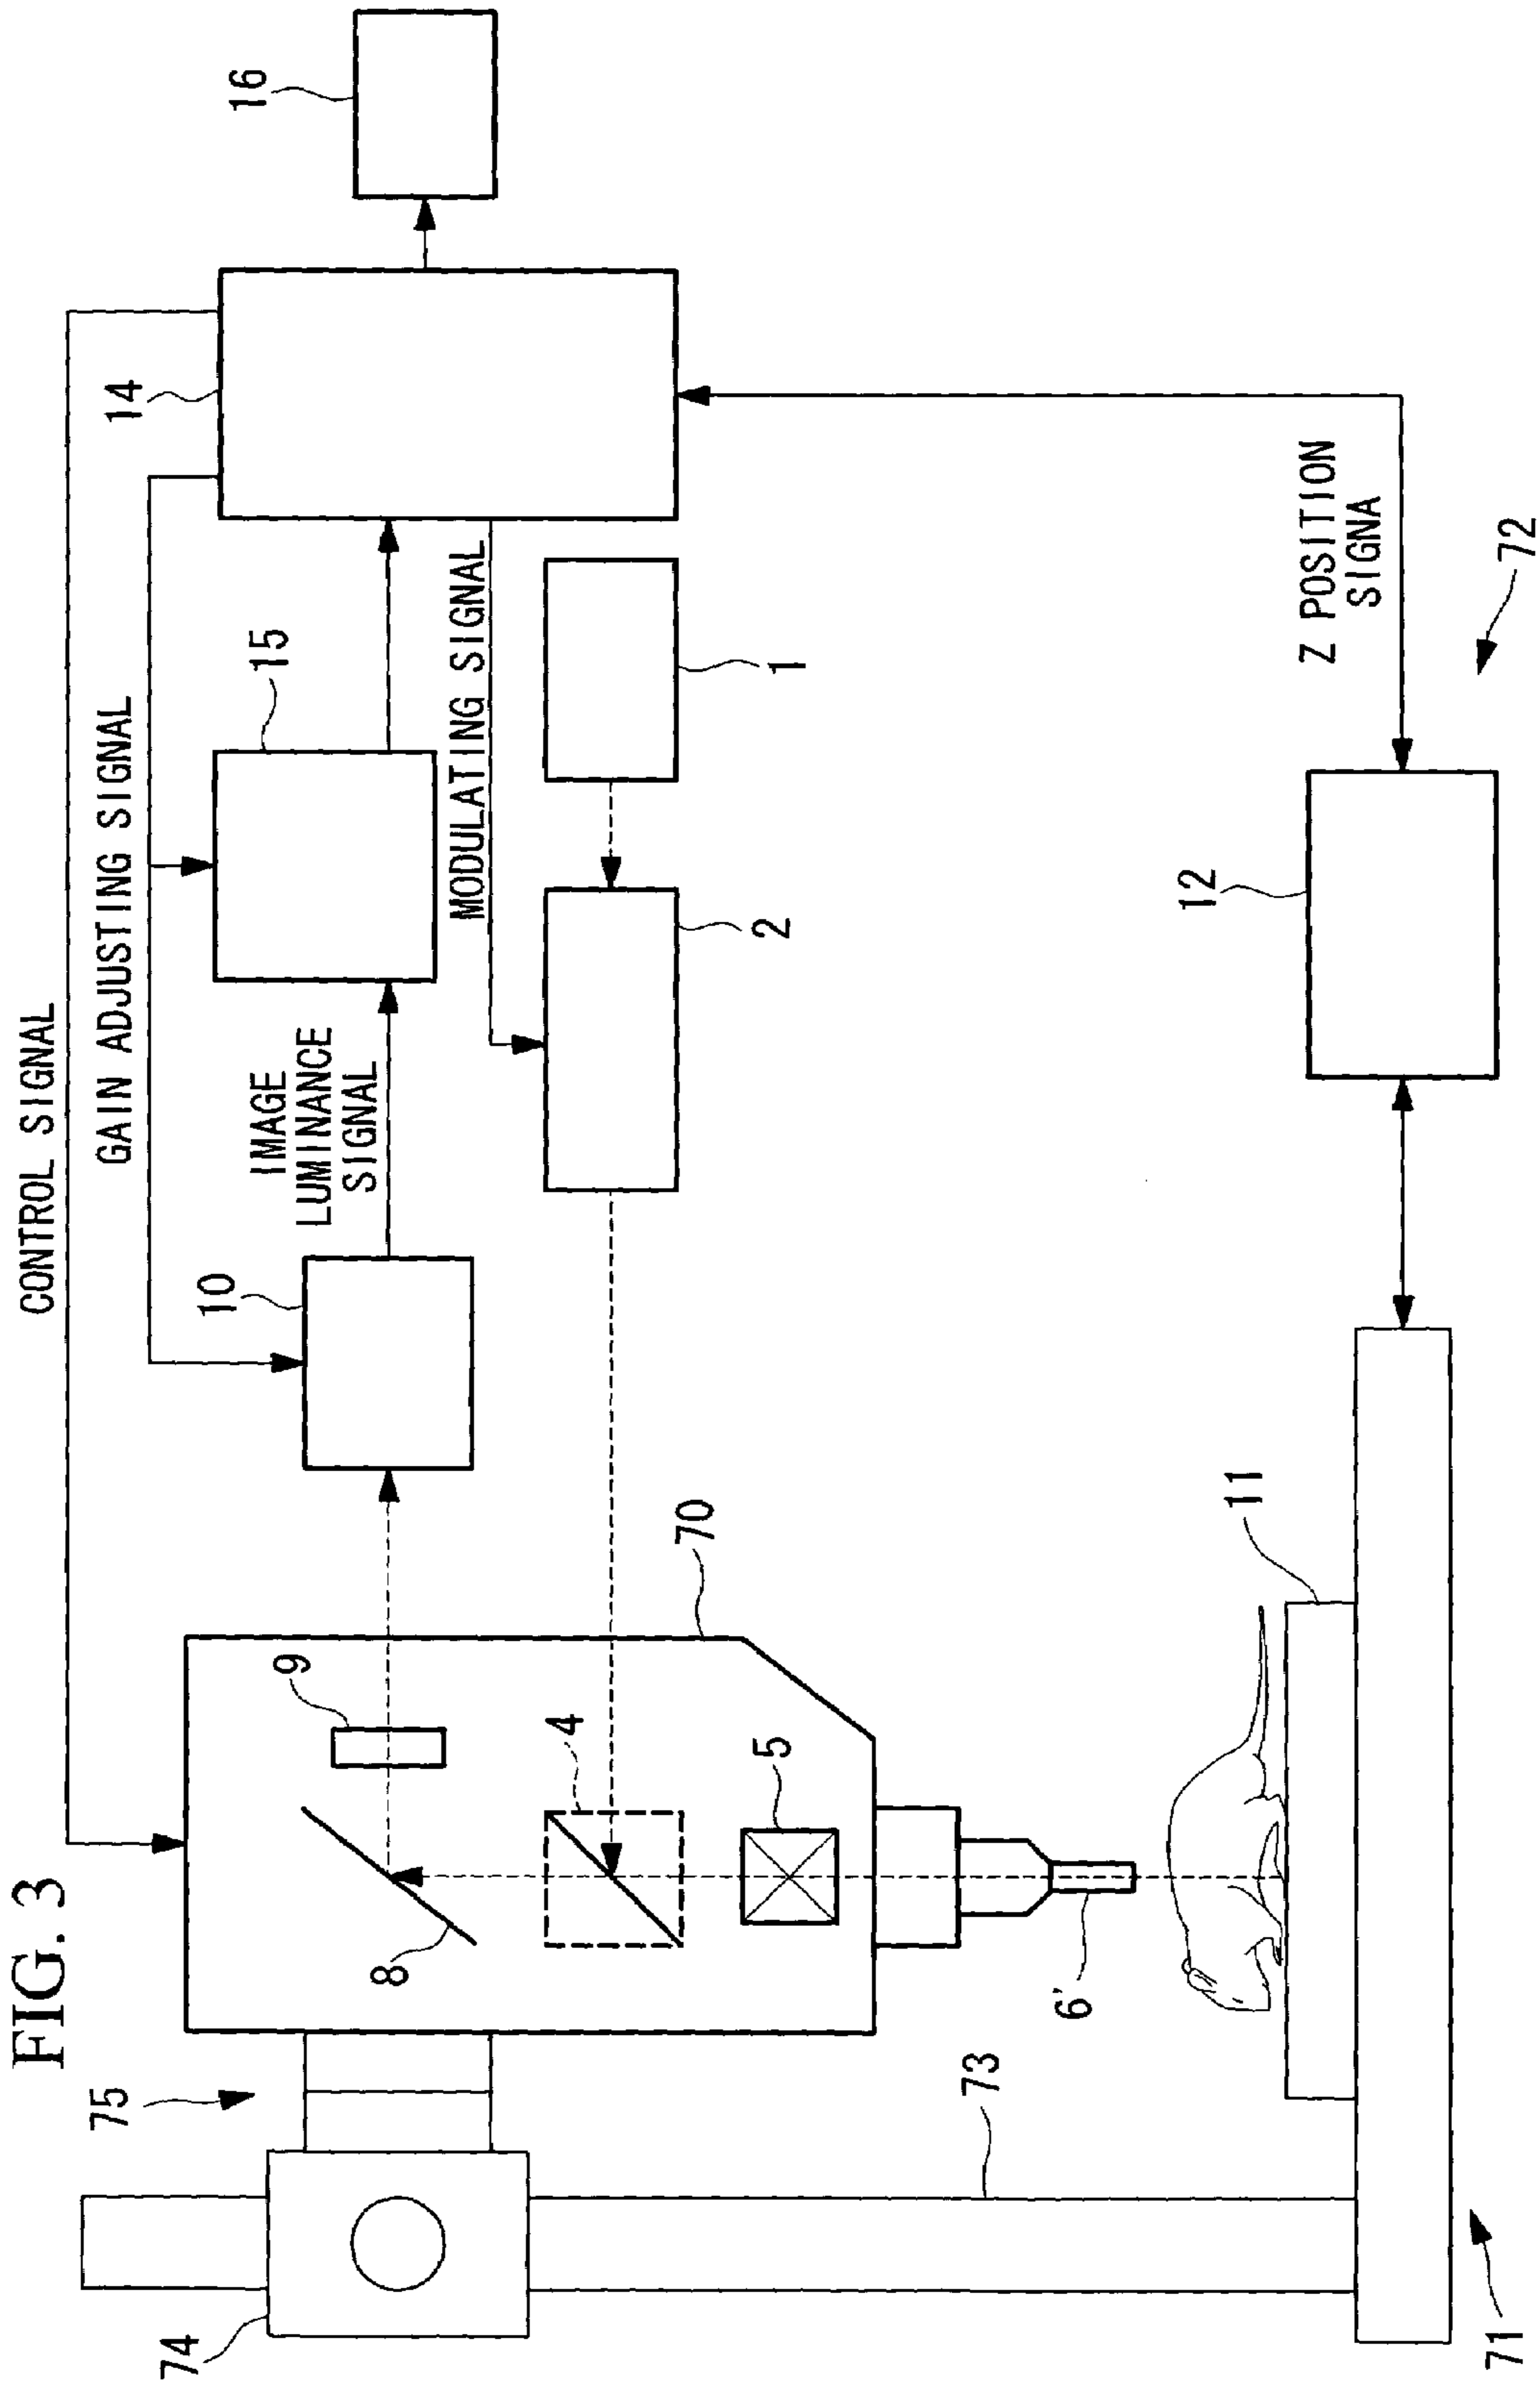 FIG. 3
CONTROL SIGNAL
GAIN ADJUSTING SIGNAL
16
14
15
10
IMAGE
LUMINANCE
SIGNAL
MODULATING SIGNAL
1
2
75
74
9
8
4
5
70
6'
73
11
12
Z POSITION
SIGNA
72
71